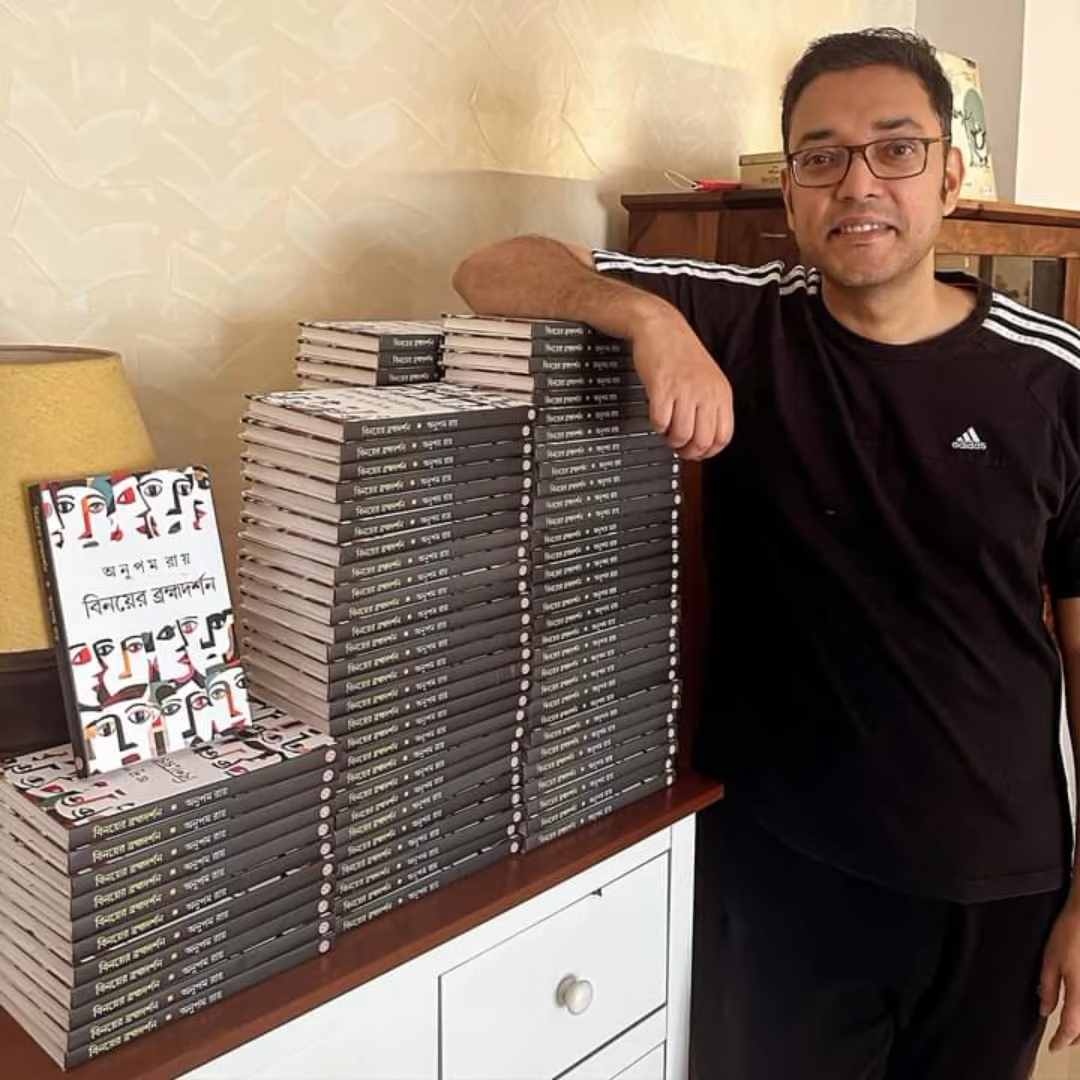 অনুপম রায়
বিনয়ের ব্রহ্মদর্শন
বিনয়ের ব্রহ্মদর্শন • অনুপম রায়
adidas